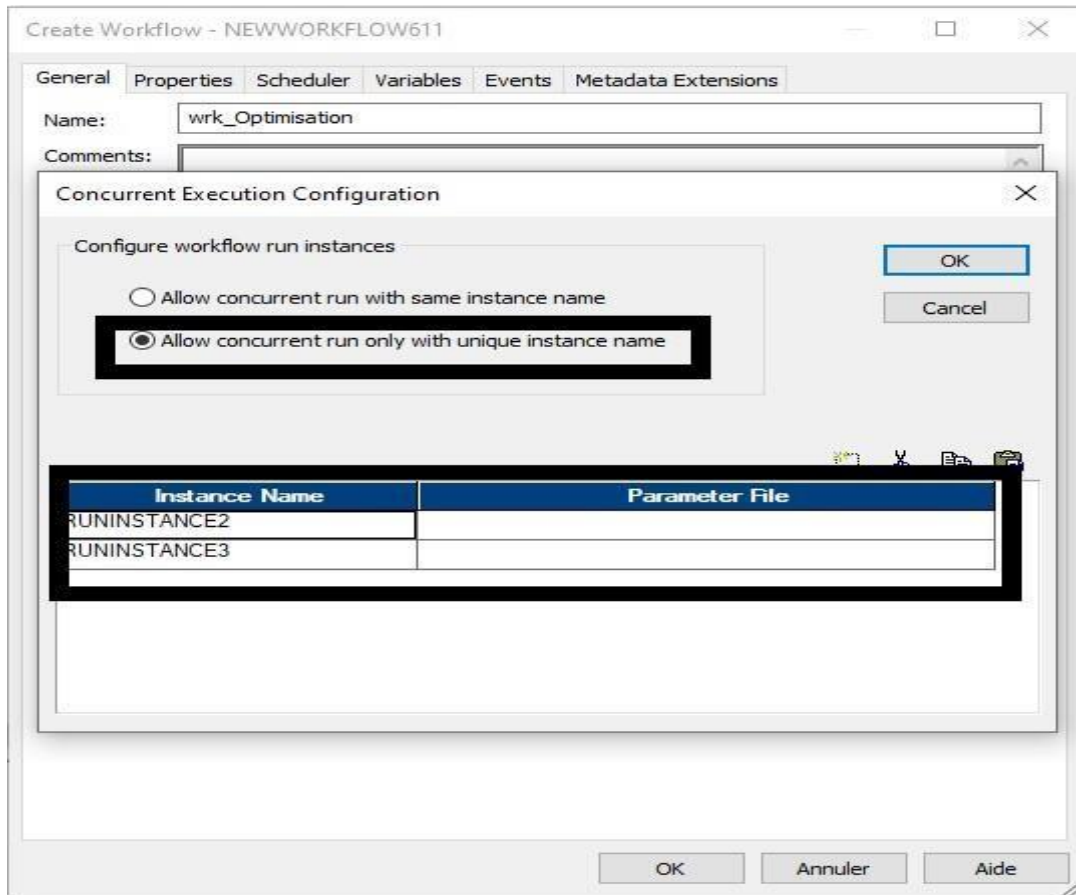 Create Workflow - NEWWORKFLOW611
General Properties Scheduler Variables Events Metadata Extensions
Name: wrk_Optimisation
Comments:
Concurrent Execution Configuration
Configure workflow run instances
OK
Allow concurrent run with same instance name
Cancel
Allow concurrent run only with unique instance name
Instance Name Parameter File
RUNINSTANCE2
RUNINSTANCE3
OK Annuler Aide